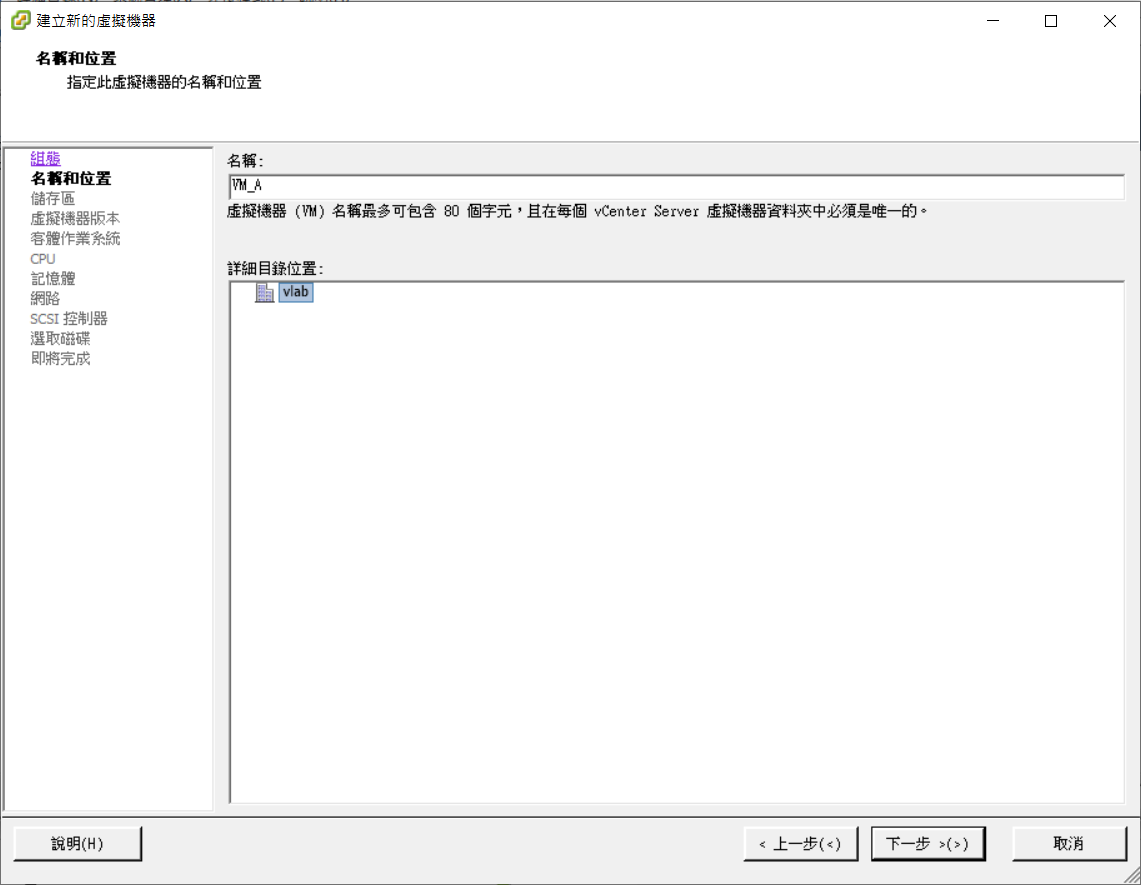 建立新的虛擬機器
名稱和位置
指定此虛擬機器的名稱和位置
組態
名稱和位置
儲存區
虛擬機器版本
客體作業系統
CPU
記憶體
網路
SCSI 控制器
選取磁碟
即將完成
名稱:
VM_A
虛擬機器 (VM) 名稱最多可包含 80 個字元，且在每個 vCenter Server 虛擬機器資料夾中必須是唯一的。
詳細目錄位置:
vlab
說明(H)
< 上一步(<)
下一步 >(>)
取消